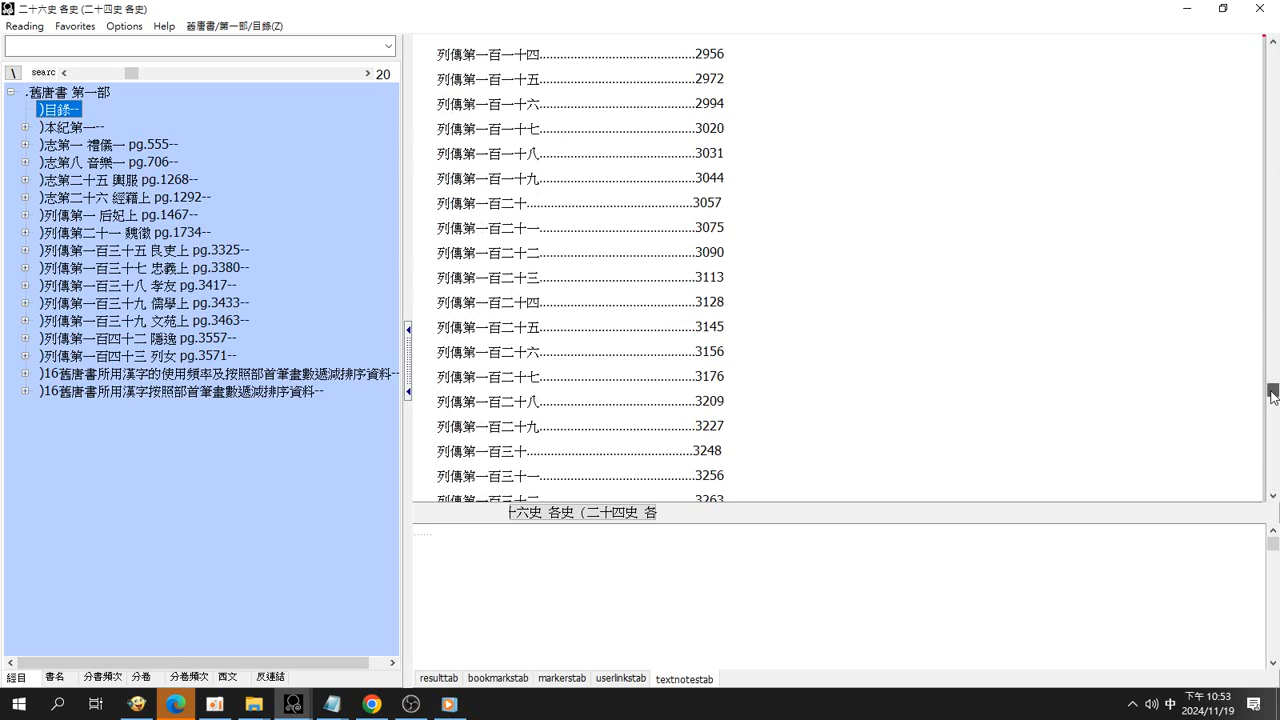 二十六史 各史 (二十四史 各史)
Reading Favorites Options Help 舊唐書/第一部/目錄(Z)
\ searc < > 20
.舊唐書 第一部
)目錄--
)本紀第一--
)志第一 禮儀一 pg.555--
)志第八 音樂一 pg.706--
)志第二十五 輿服 pg.1268--
)志第二十六 經籍上 pg.1292--
)列傳第一 后妃上 pg.1467--
)列傳第二十一 魏徵 pg.1734--
)列傳第一百三十五 良吏上 pg.3325--
)列傳第一百三十七 忠義上 pg.3380--
)列傳第一百三十八 孝友 pg.3417--
)列傳第一百三十九 儒學上 pg.3433--
)列傳第一百三十九 文苑上 pg.3463--
)列傳第一百四十二 隱逸 pg.3557--
)列傳第一百四十三 列女 pg.3571--
)16舊唐書所用漢字的使用頻率及按照部首筆畫數遞減排序資料--
)16舊唐書所用漢字按照部首筆畫數遞減排序資料--
經目 書名 分書頻次 分卷 分卷頻次 西文 反連結
列傳第一百一十四................................................2956
列傳第一百一十五................................................2972
列傳第一百一十六................................................2994
列傳第一百一十七................................................3020
列傳第一百一十八................................................3031
列傳第一百一十九................................................3044
列傳第一百二十..................................................3057
列傳第一百二十一................................................3075
列傳第一百二十二................................................3090
列傳第一百二十三................................................3113
列傳第一百二十四................................................3128
列傳第一百二十五................................................3145
列傳第一百二十六................................................3156
列傳第一百二十七................................................3176
列傳第一百二十八................................................3209
列傳第一百二十九................................................3227
列傳第一百三十..................................................3248
列傳第一百三十一................................................3256
列傳第一百三十二................................................3263
十六史 各史（二十四史 各
......
resulttab bookmarkstab markerstab userlinkstab textnotestab
中 下午 10:53
2024/11/19